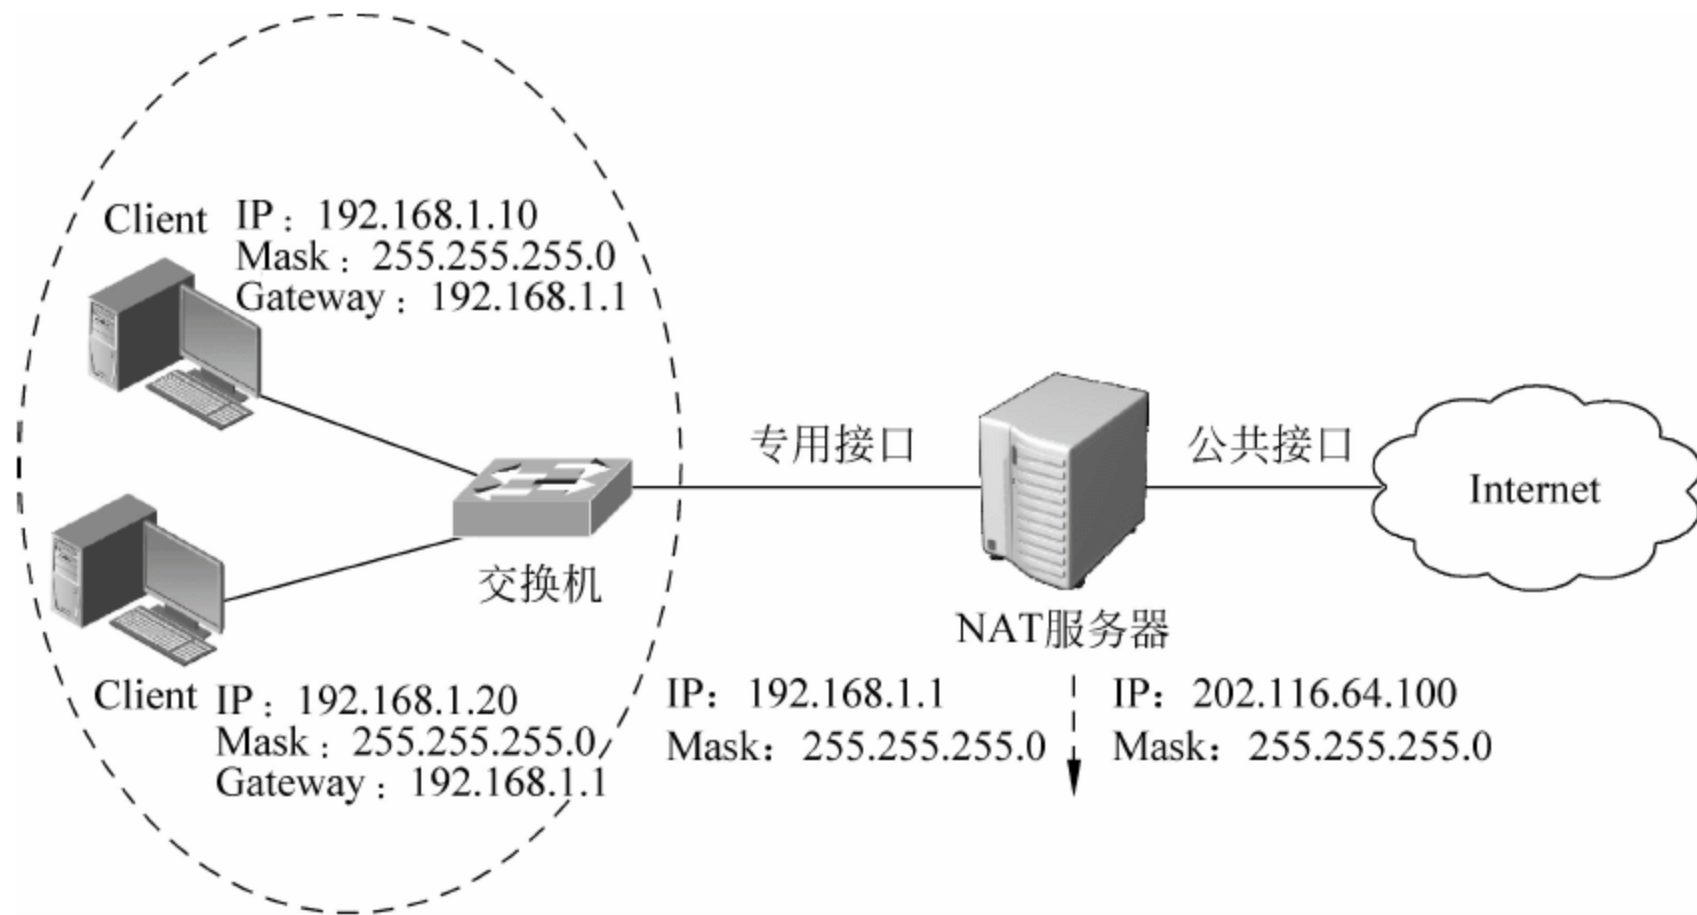 Client
IP：192.168.1.10
Mask：255.255.255.0
Gateway：192.168.1.1
专用接口
公共接口
Internet
交换机
NAT服务器
Client
IP：192.168.1.20
Mask：255.255.255.0
Gateway：192.168.1.1
IP：192.168.1.1
Mask：255.255.255.0
IP：202.116.64.100
Mask：255.255.255.0